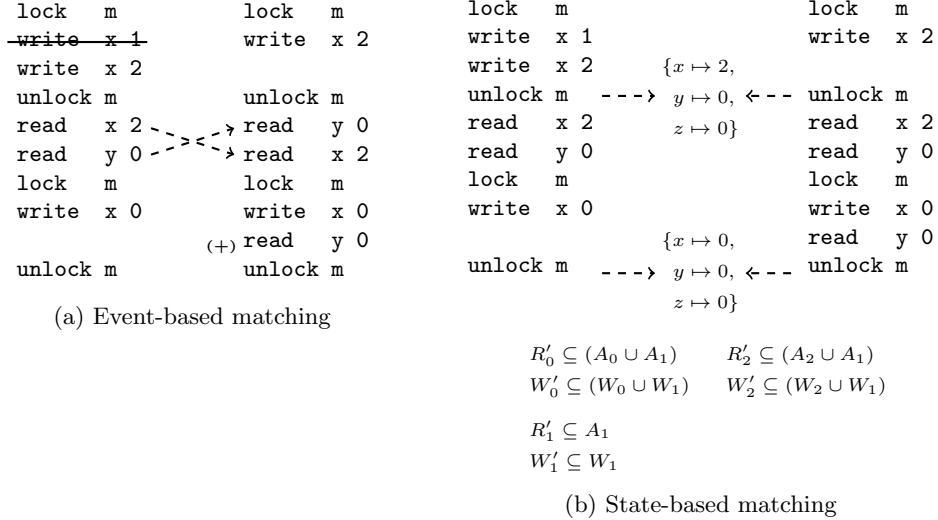 lock m
write x 1
write x 2
unlock m
read x 2
read y 0
lock m
write x 0
unlock m
lock m
write x 2
unlock m
read y 0
read x 2
lock m
write x 0
(+) read y 0
unlock m
(a) Event-based matching
lock m
write x 1
write x 2
unlock m
read x 2
read y 0
lock m
write x 0
unlock m
{x ↦ 2,
y ↦ 0,
z ↦ 0}
{x ↦ 0,
y ↦ 0,
z ↦ 0}
lock m
write x 2
unlock m
read x 2
read y 0
lock m
write x 0
read y 0
unlock m
R′₀ ⊆ (A₀ ∪ A₁) R′₂ ⊆ (A₂ ∪ A₁)
W′₀ ⊆ (W₀ ∪ W₁) W′₂ ⊆ (W₂ ∪ W₁)
R′₁ ⊆ A₁
W′₁ ⊆ W₁
(b) State-based matching